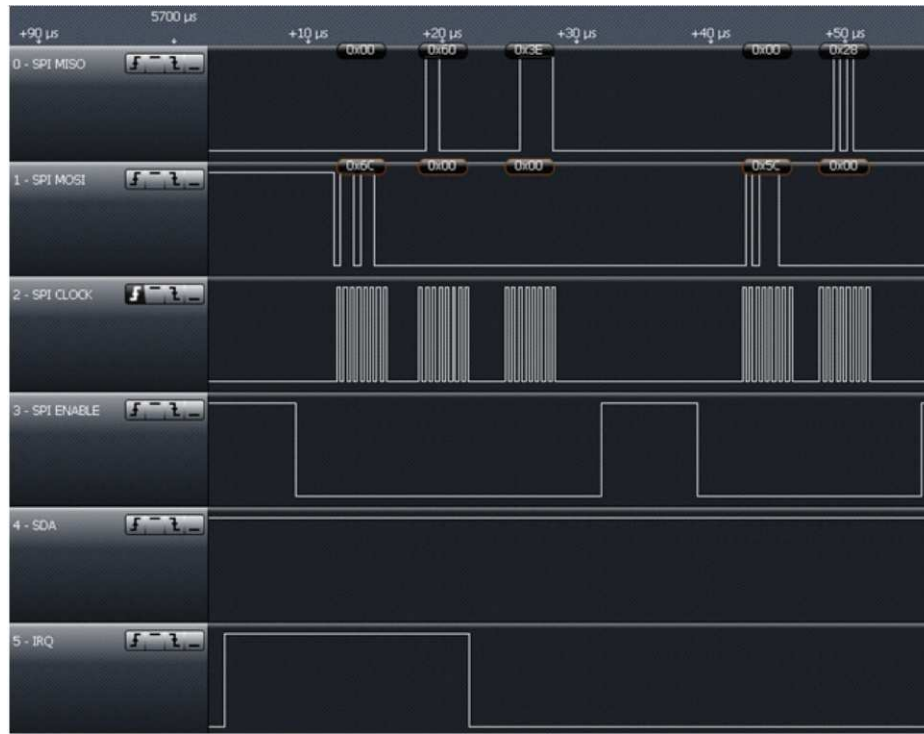 5700 µs
+90 µs +10 µs +20 µs +30 µs +40 µs +50 µs
0x00 0x60 0x3E 0x00 0x28
0 - SPI MISO
0x6C 0x00 0x00 0x5C 0x00
1 - SPI MOSI
2 - SPI CLOCK
3 - SPI ENABLE
4 - SDA
5 - IRQ